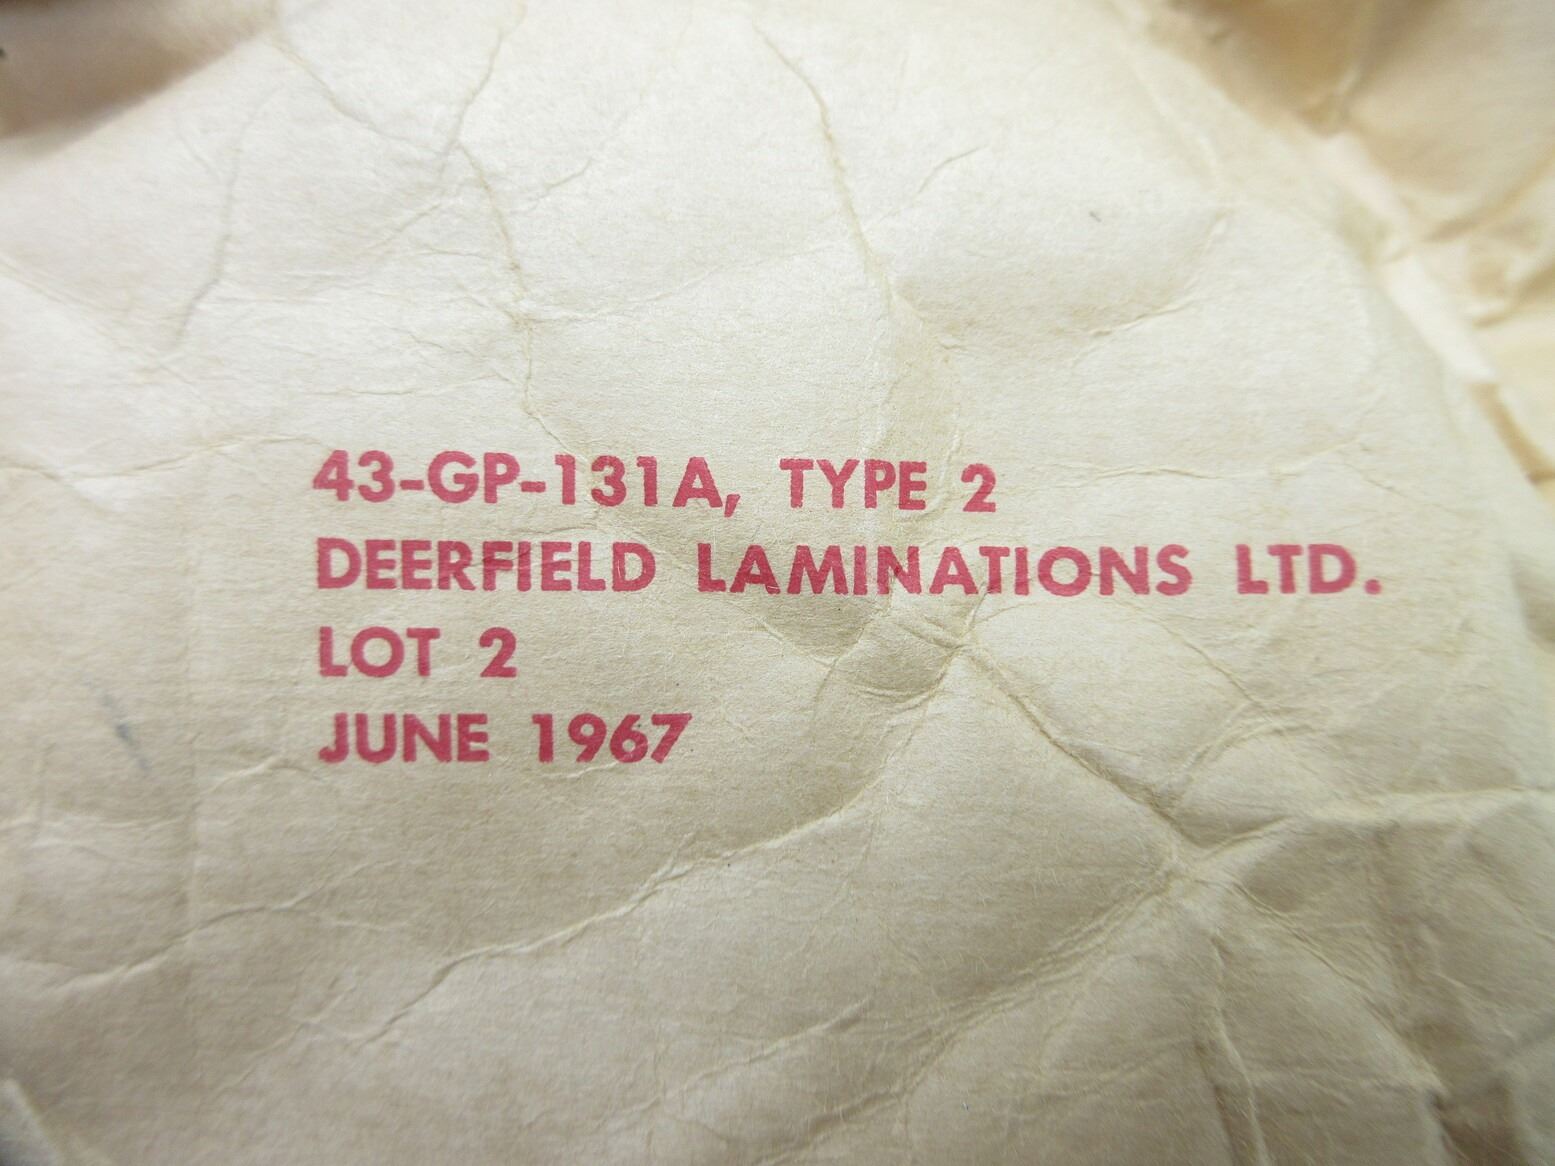 43-GP-131A, TYPE 2
DEERFIELD LAMINATIONS LTD.
LOT 2
JUNE 1967